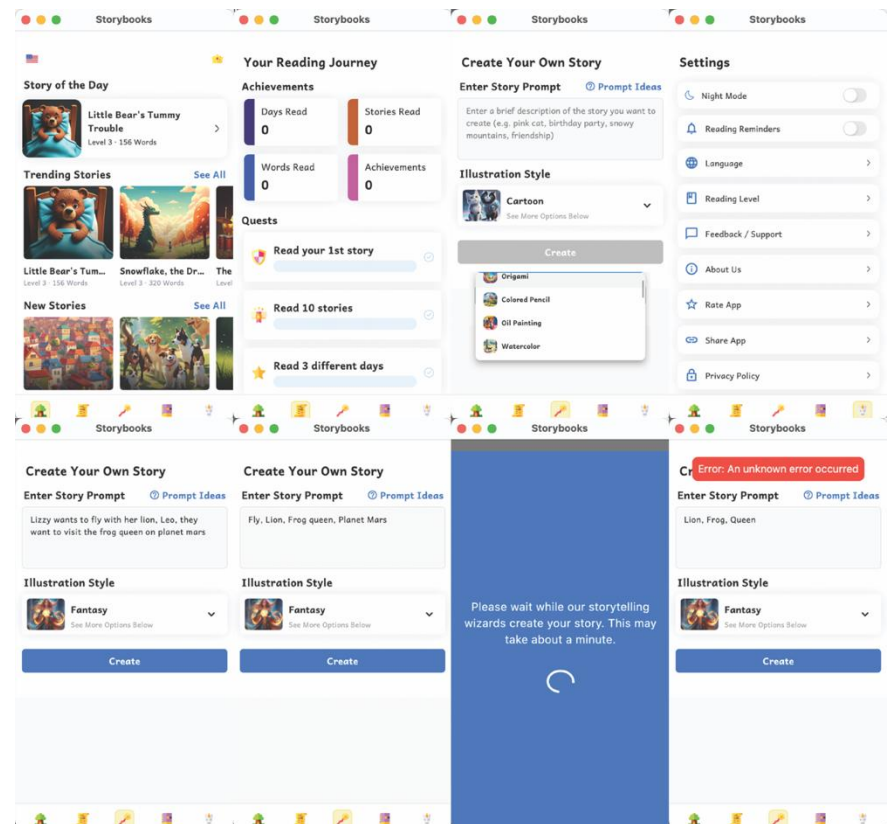 Storybooks
Story of the Day
Little Bear's Tummy
Trouble
Level 3 · 156 Words
Trending Stories
See All
Little Bear's Tum...
Level 3 · 156 Words
Snowflake, the Dr...
Level 3 · 320 Words
The
Level
New Stories
See All
Storybooks
Your Reading Journey
Achievements
Days Read
0
Stories Read
0
Words Read
0
Achievements
0
Quests
Read your 1st story
Read 10 stories
Read 3 different days
Storybooks
Create Your Own Story
Enter Story Prompt
Prompt Ideas
Enter a brief description of the story you want to
create (e.g. pink cat, birthday party, snowy
mountains, friendship)
Illustration Style
Cartoon
See More Options Below
Create
Origami
Colored Pencil
Oil Painting
Watercolor
Storybooks
Settings
Night Mode
Reading Reminders
Language
Reading Level
Feedback / Support
About Us
Rate App
Share App
Privacy Policy
Storybooks
Create Your Own Story
Enter Story Prompt
Prompt Ideas
Lizzy wants to fly with her lion, Leo, they
want to visit the frog queen on planet mars
Illustration Style
Fantasy
See More Options Below
Create
Storybooks
Create Your Own Story
Enter Story Prompt
Prompt Ideas
Fly, Lion, Frog queen, Planet Mars
Illustration Style
Fantasy
See More Options Below
Create
Storybooks
Please wait while our storytelling
wizards create your story. This may
take about a minute.
Storybooks
Cr
Error: An unknown error occurred
Enter Story Prompt
Prompt Ideas
Lion, Frog, Queen
Illustration Style
Fantasy
See More Options Below
Create